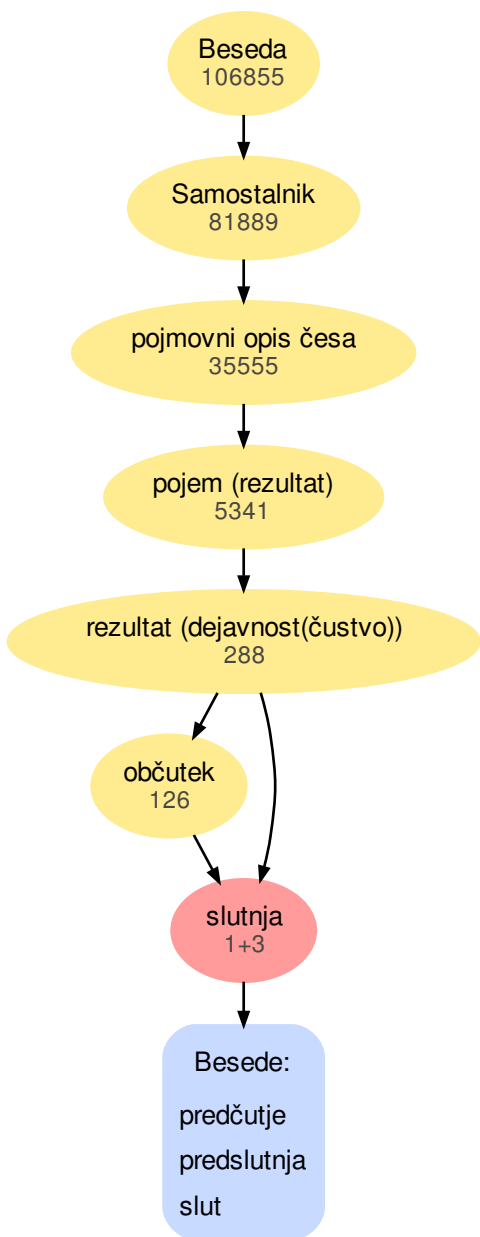 Beseda
106855
Samostalnik
81889
pojmovni opis česa
35555
pojem (rezultat)
5341
rezultat (dejavnost(čustvo))
288
občutek
126
slutnja
1+3
Besede:
predčutje
predslutnja
slut